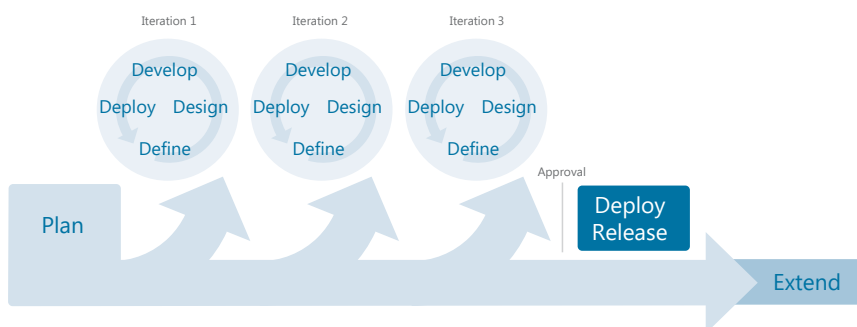 Iteration 1
Iteration 2
Iteration 3
Develop
Deploy Design
Define
Develop
Deploy Design
Define
Develop
Deploy Design
Define
Approval
Plan
Deploy
Release
Extend